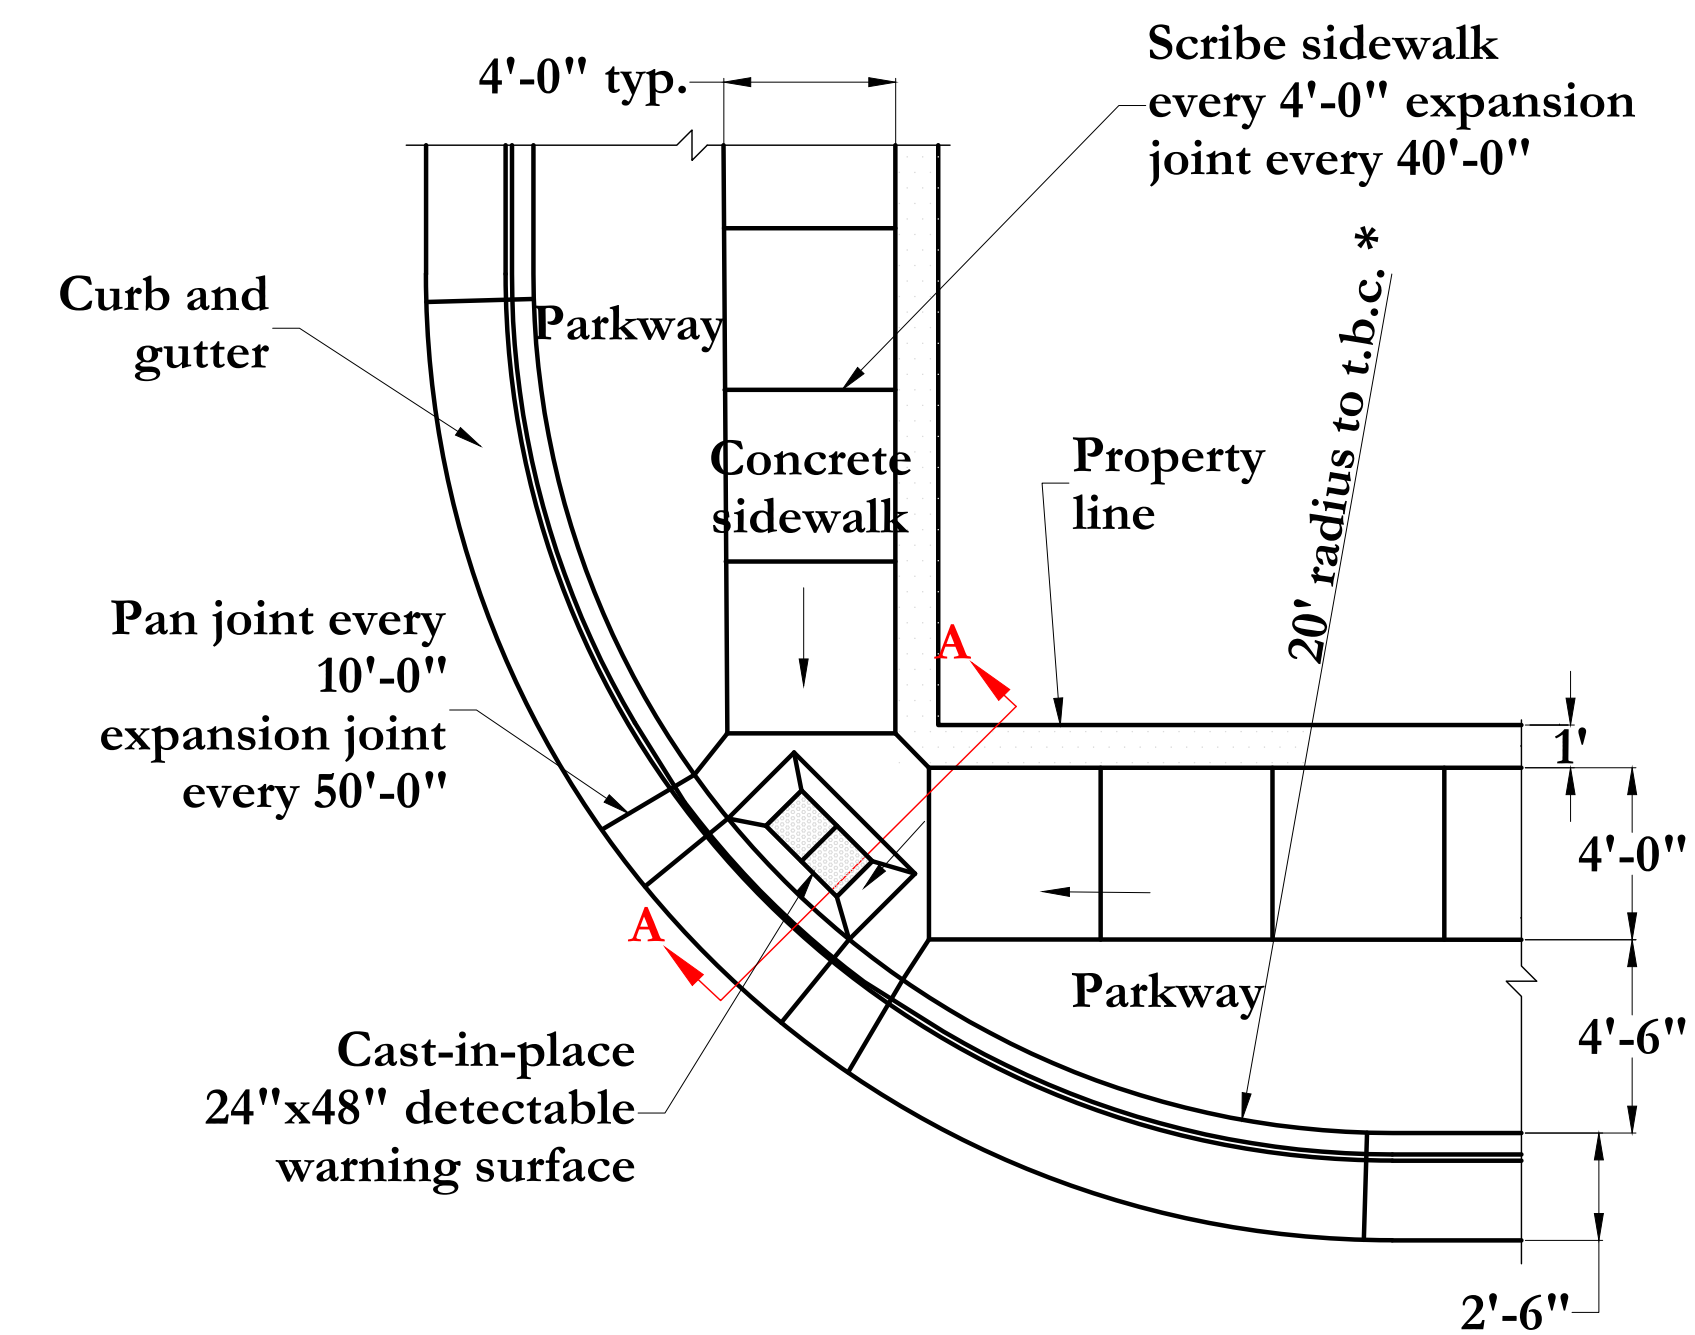 4'-0" typ.
Scribe sidewalk
every 4'-0" expansion
joint every 40'-0"
Curb and
gutter
Parkway
20' radius to t.b.c. *
Concrete
sidewalk
Property
line
Pan joint every
10'-0"
expansion joint
every 50'-0"
A
1'
4'-0"
A
Parkway
4'-6"
Cast-in-place
24"x48" detectable
warning surface
2'-6"